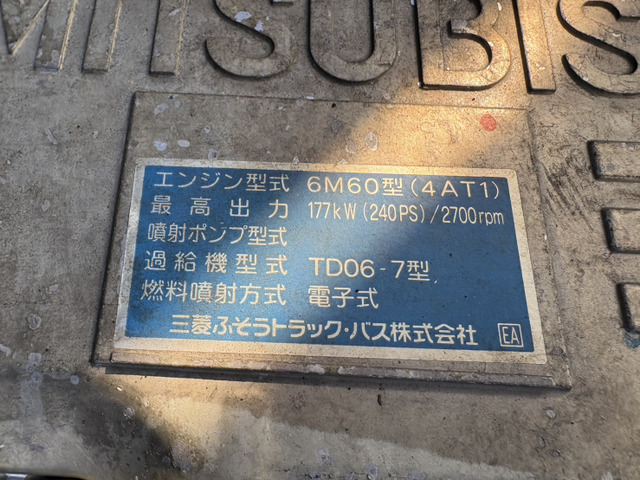 MITSUBIS
エンジン型式 6M60型(4AT1)
最高出力 177kW(240PS)/2700rpm
噴射ポンプ型式
過給機型式 TD06-7型
燃料噴射方式 電子式
三菱ふそうトラック・バス株式会社 EA